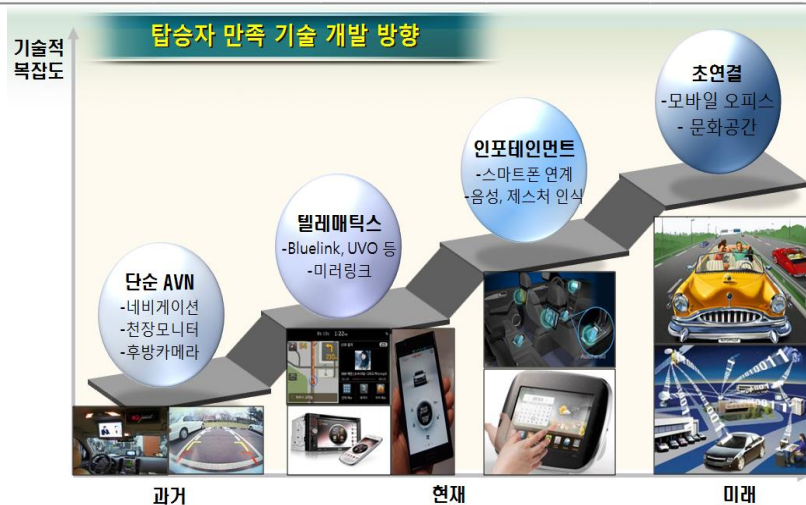 탑승자 만족 기술 개발 방향
기술적
복잡도
초연결
-모바일 오피스
- 문화공간
인포테인먼트
-스마트폰 연계
-음성, 제스처 인식
텔레매틱스
-Bluelink, UVO 등
-미러링크
단순 AVN
-네비게이션
-천장모니터
-후방카메라
과거
현재
미래